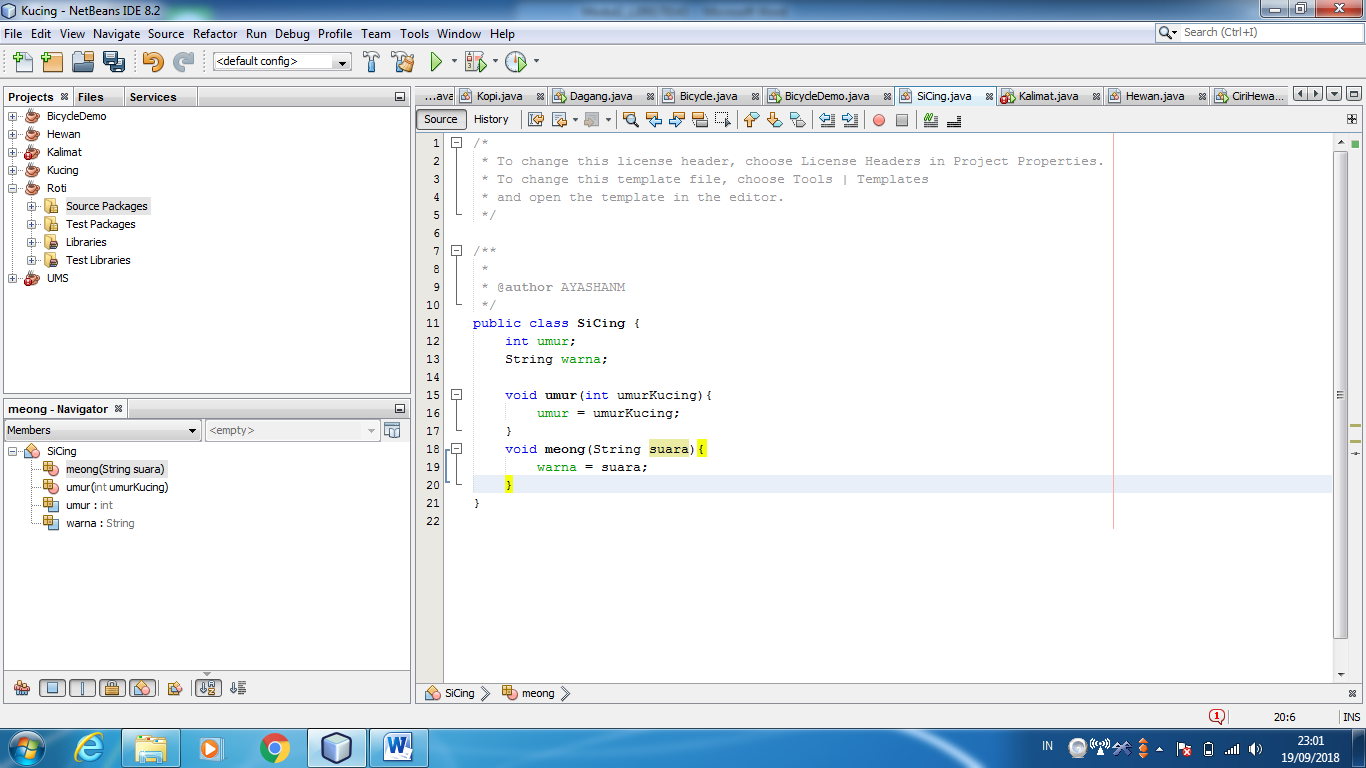 Kucing - NetBeans IDE 8.2
File Edit View Navigate Source Refactor Run Debug Profile Team Tools Window Help
Search (Ctrl+I)
<default config>
Projects Files Services
BicycleDemo
Hewan
Kalimat
Kucing
Roti
Source Packages
Test Packages
Libraries
Test Libraries
UMS
meong - Navigator
Members <empty>
SiCing
meong(String suara)
umur(int umurKucing)
umur : int
warna : String
...ava Kopi.java Dagang.java Bicycle.java BicycleDemo.java SiCing.java Kalimat.java Hewan.java CiriHewa...
Source History
1 /*
2 * To change this license header, choose License Headers in Project Properties.
3 * To change this template file, choose Tools | Templates
4 * and open the template in the editor.
5 */
6
7 /**
8 *
9 * @author AYASHANM
10 */
11 public class SiCing {
12 int umur;
13 String warna;
14
15 void umur(int umurKucing){
16 umur = umurKucing;
17 }
18 void meong(String suara){
19 warna = suara;
20 }
21 }
22
SiCing meong
1 20:6 INS
IN 23:01
19/09/2018